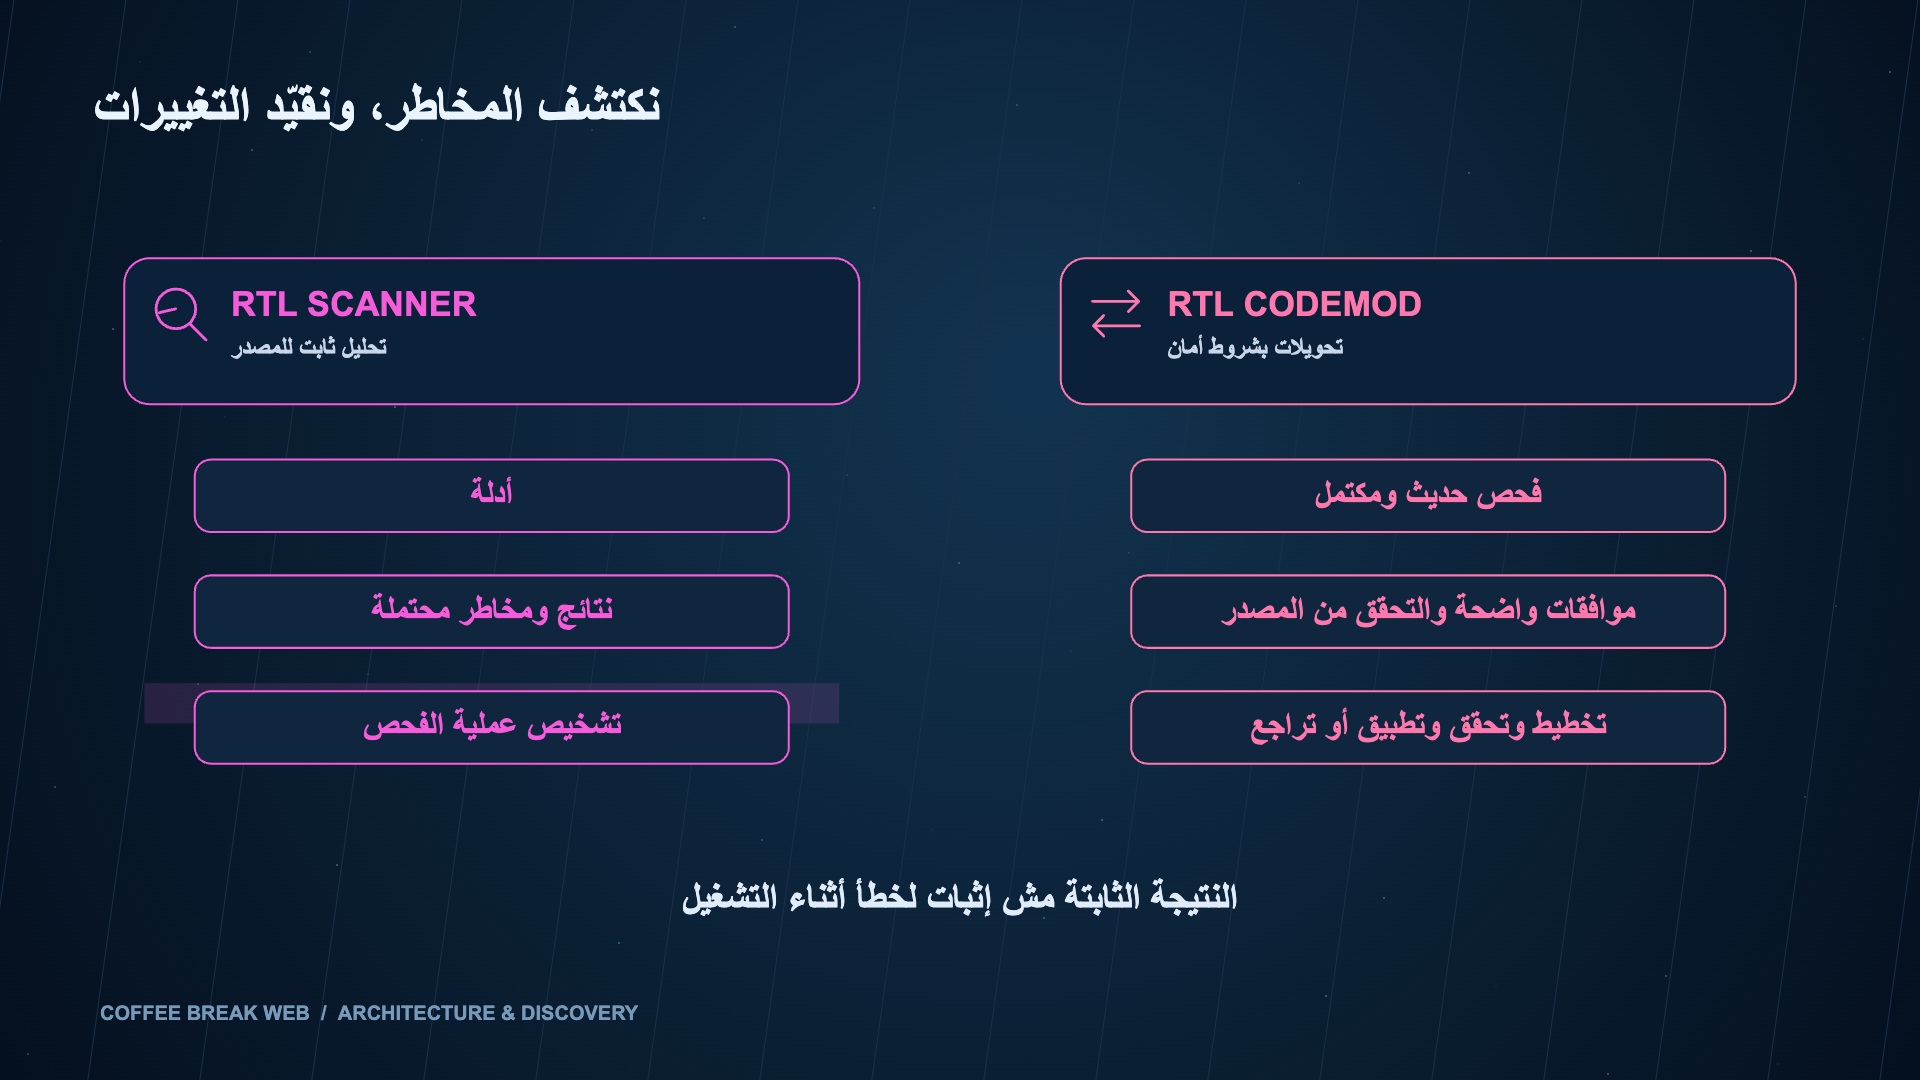 نكتشف المخاطر، ونقيّد التغييرات
RTL SCANNER
تحليل ثابت للمصدر
أدلة
نتائج ومخاطر محتملة
تشخيص عملية الفحص
RTL CODEMOD
تحويلات بشروط أمان
فحص حديث ومكتمل
موافقات واضحة والتحقق من المصدر
تخطيط وتحقق وتطبيق أو تراجع
النتيجة الثابتة مش إثبات لخطأ أثناء التشغيل
COFFEE BREAK WEB / ARCHITECTURE & DISCOVERY